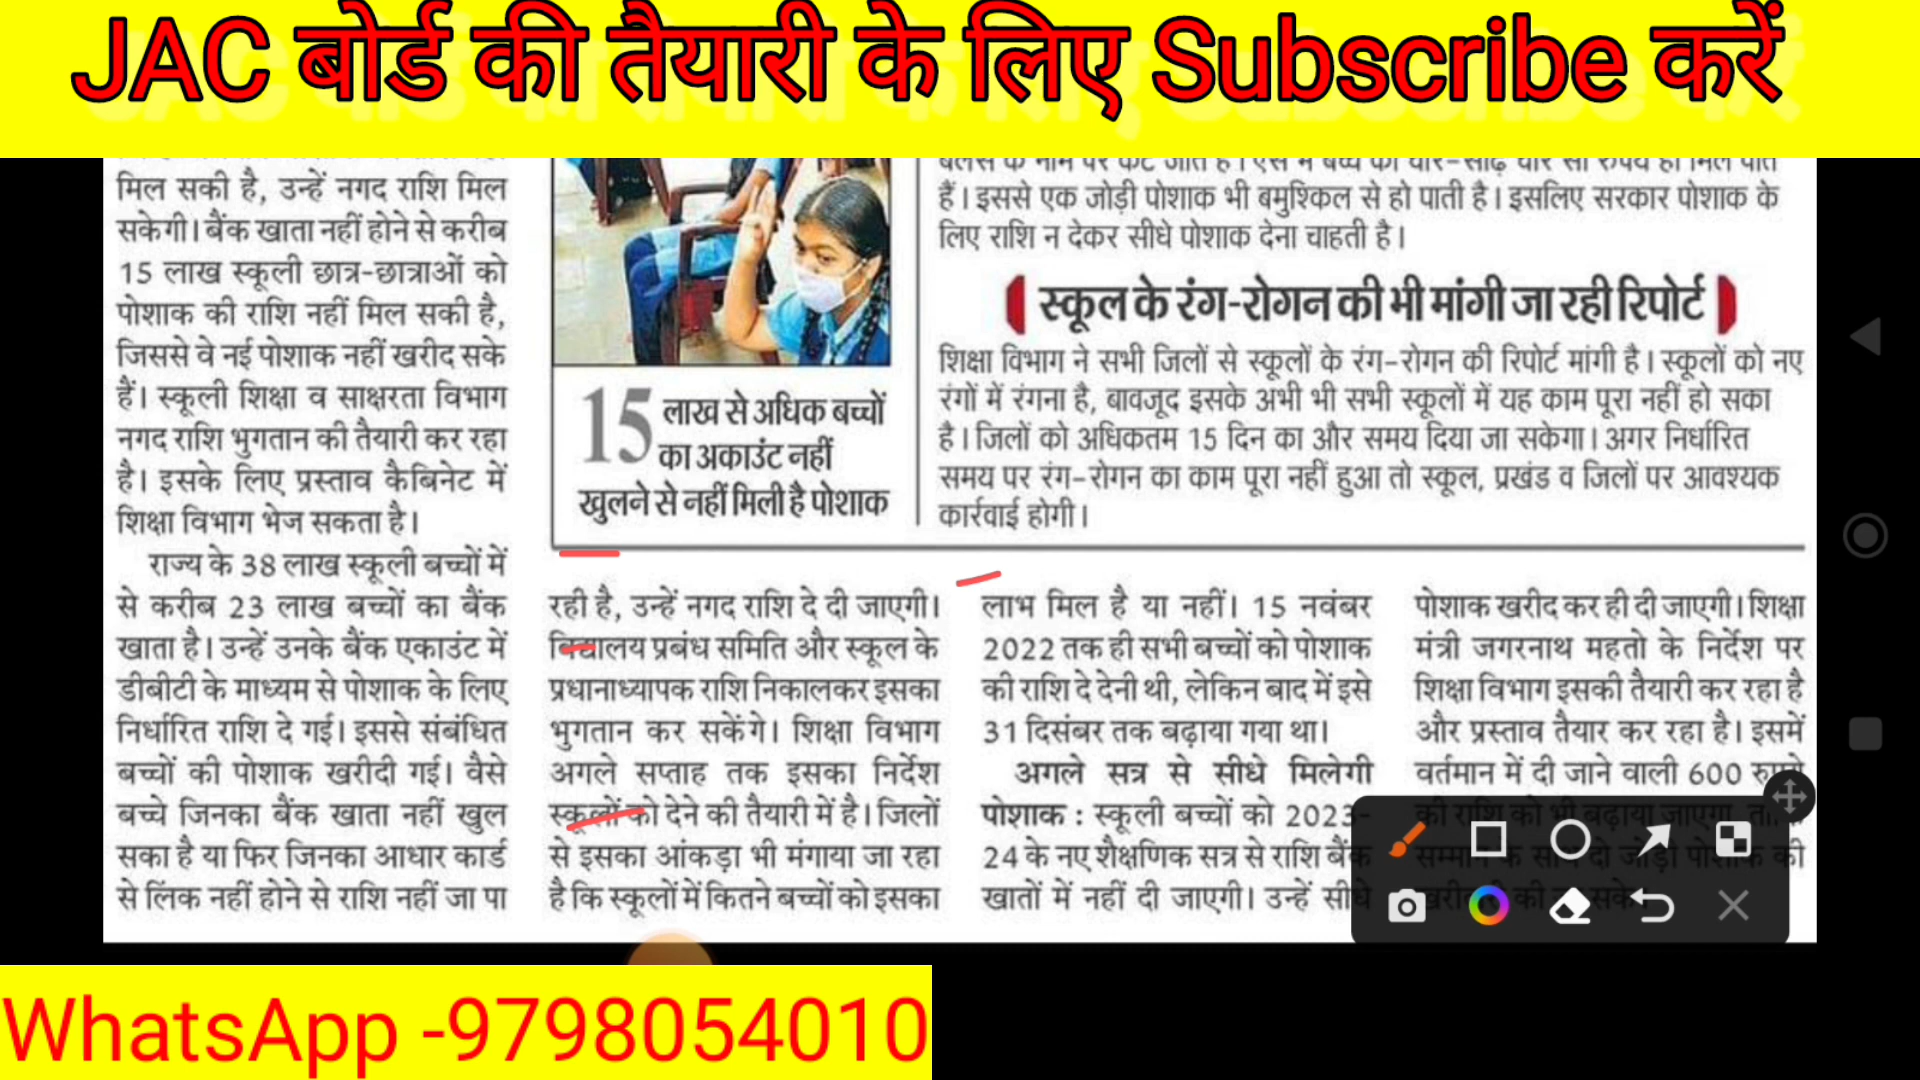 JAC बोर्ड की तैयारी के लिए Subscribe करें
मिल सकी है, उन्हें नगद राशि मिल
सकेगी। बैंक खाता नहीं होने से करीब
15 लाख स्कूली छात्र-छात्राओं को
पोशाक की राशि नहीं मिल सकी है,
जिससे वे नई पोशाक नहीं खरीद सके
हैं। स्कूली शिक्षा व साक्षरता विभाग
नगद राशि भुगतान की तैयारी कर रहा
है। इसके लिए प्रस्ताव कैबिनेट में
शिक्षा विभाग भेज सकता है।
राज्य के 38 लाख स्कूली बच्चों में
से करीब 23 लाख बच्चों का बैंक
खाता है। उन्हें उनके बैंक एकाउंट में
डीबीटी के माध्यम से पोशाक के लिए
निर्धारित राशि दे गई। इससे संबंधित
बच्चों की पोशाक खरीदी गई। वैसे
बच्चे जिनका बैंक खाता नहीं खुल
सका है या फिर जिनका आधार कार्ड
से लिंक नहीं होने से राशि नहीं जा पा
15 लाख से अधिक बच्चों
का अकाउंट नहीं
खुलने से नहीं मिली है पोशाक
बैलेंस के नाम पर कट जाते हैं। ऐसे में बच्चे को चार-साढ़े चार सौ रुपये ही मिल पाते
हैं। इससे एक जोड़ी पोशाक भी बमुश्किल से हो पाती है। इसलिए सरकार पोशाक के
लिए राशि न देकर सीधे पोशाक देना चाहती है।
स्कूल के रंग-रोगन की भी मांगी जा रही रिपोर्ट
शिक्षा विभाग ने सभी जिलों से स्कूलों के रंग-रोगन की रिपोर्ट मांगी है। स्कूलों को नए
रंगों में रंगना है, बावजूद इसके अभी भी सभी स्कूलों में यह काम पूरा नहीं हो सका
है। जिलों को अधिकतम 15 दिन का और समय दिया जा सकेगा। अगर निर्धारित
समय पर रंग-रोगन का काम पूरा नहीं हुआ तो स्कूल, प्रखंड व जिलों पर आवश्यक
कार्रवाई होगी।
रही है, उन्हें नगद राशि दे दी जाएगी।
विद्यालय प्रबंध समिति और स्कूल के
प्रधानाध्यापक राशि निकालकर इसका
भुगतान कर सकेंगे। शिक्षा विभाग
अगले सप्ताह तक इसका निर्देश
स्कूलों को देने की तैयारी में है। जिलों
से इसका आंकड़ा भी मंगाया जा रहा
है कि स्कूलों में कितने बच्चों को इसका
लाभ मिल है या नहीं। 15 नवंबर
2022 तक ही सभी बच्चों को पोशाक
की राशि दे देनी थी, लेकिन बाद में इसे
31 दिसंबर तक बढ़ाया गया था।
अगले सत्र से सीधे मिलेगी
पोशाक : स्कूली बच्चों को 2023-
24 के नए शैक्षणिक सत्र से राशि बैंक
खातों में नहीं दी जाएगी। उन्हें सीधे
पोशाक खरीद कर ही दी जाएगी। शिक्षा
मंत्री जगरनाथ महतो के निर्देश पर
शिक्षा विभाग इसकी तैयारी कर रहा है
और प्रस्ताव तैयार कर रहा है। इसमें
वर्तमान में दी जाने वाली 600 रुपये
की राशि को भी बढ़ाया जाएगा,
सम्मान के साथ दो जोड़ी पोशाक की
WhatsApp -9798054010